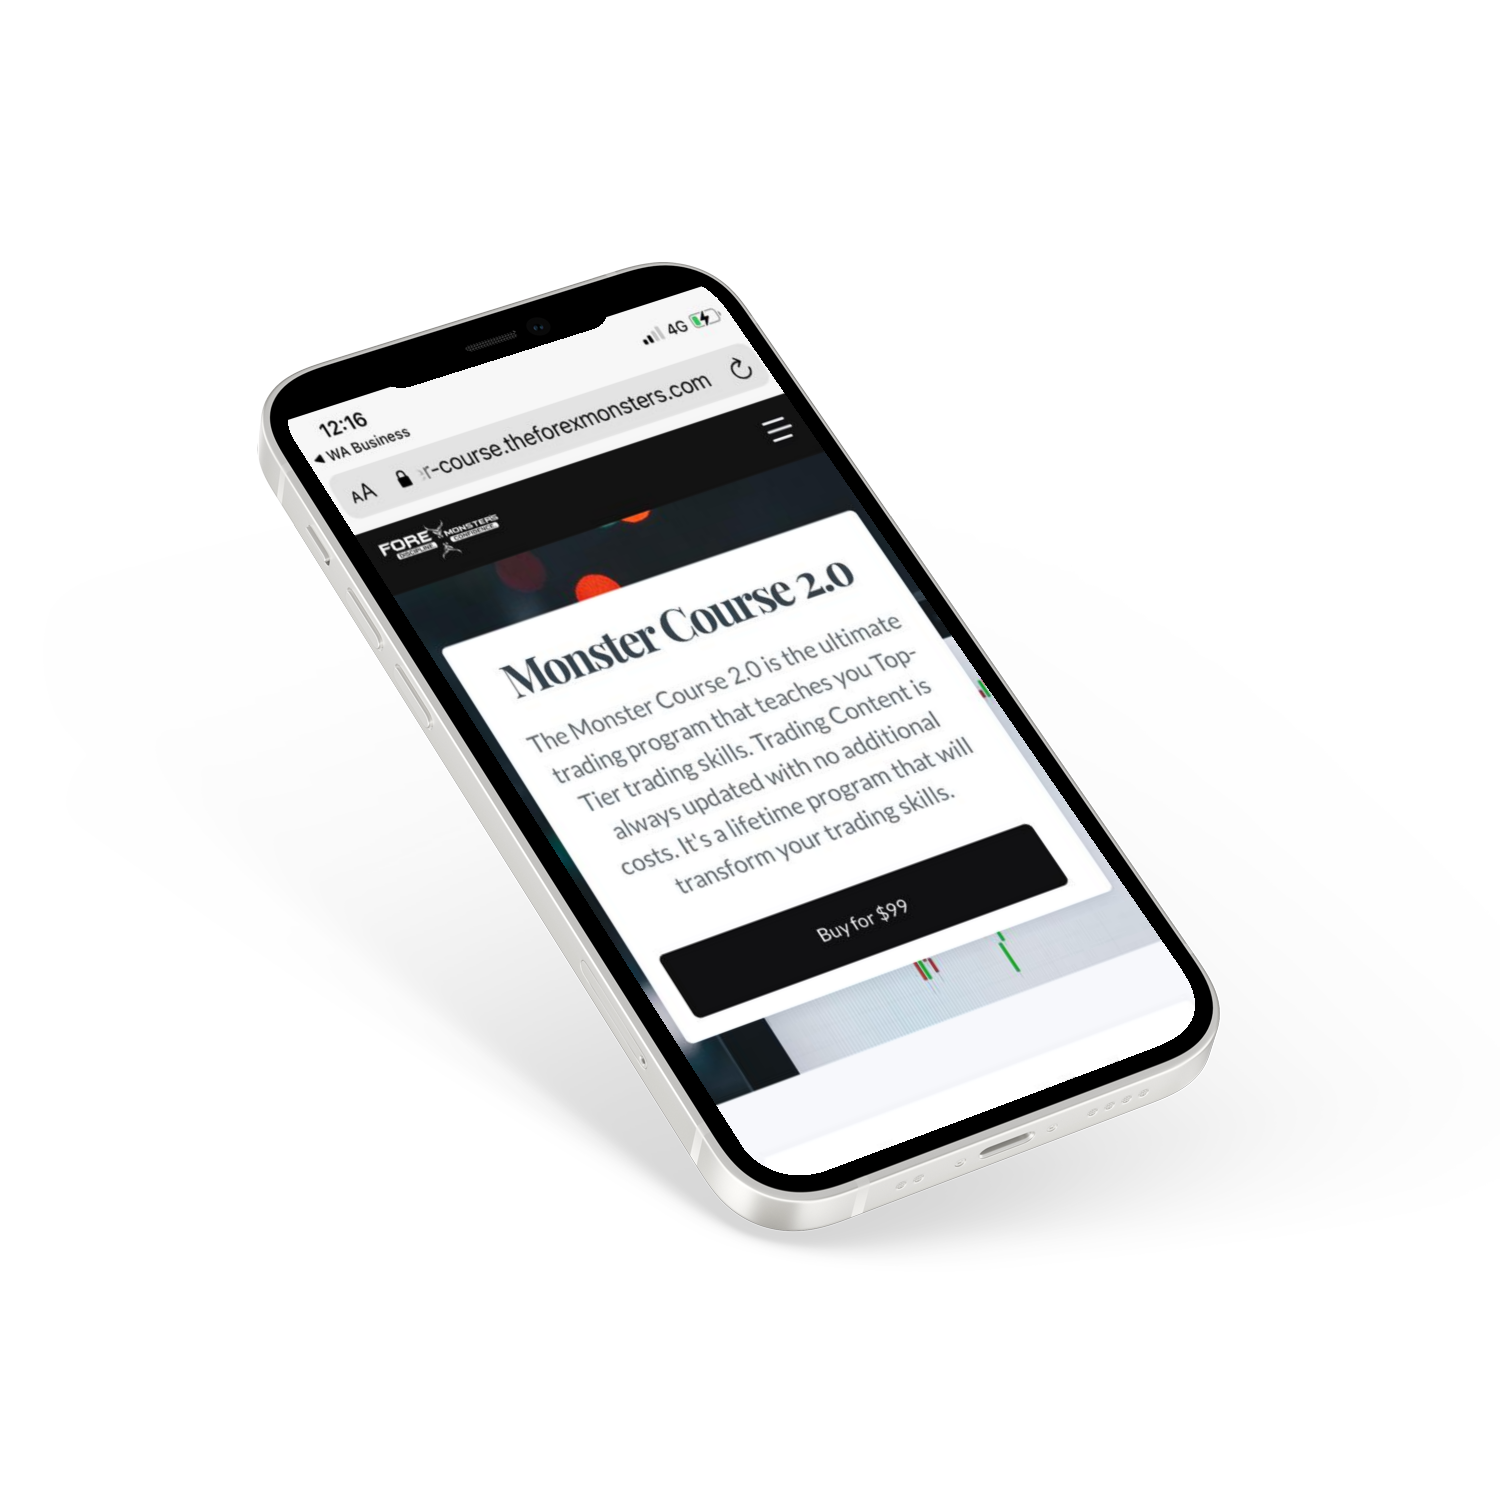 12:16
4G
◀ WA Business
AA r-course.theforexmonsters.com
FORE MONSTERS
DISCIPLINE CONFIDENCE
Monster Course 2.0
The Monster Course 2.0 is the ultimate
trading program that teaches you Top-
Tier trading skills. Trading Content is
always updated with no additional
costs. It's a lifetime program that will
transform your trading skills.
Buy for $99